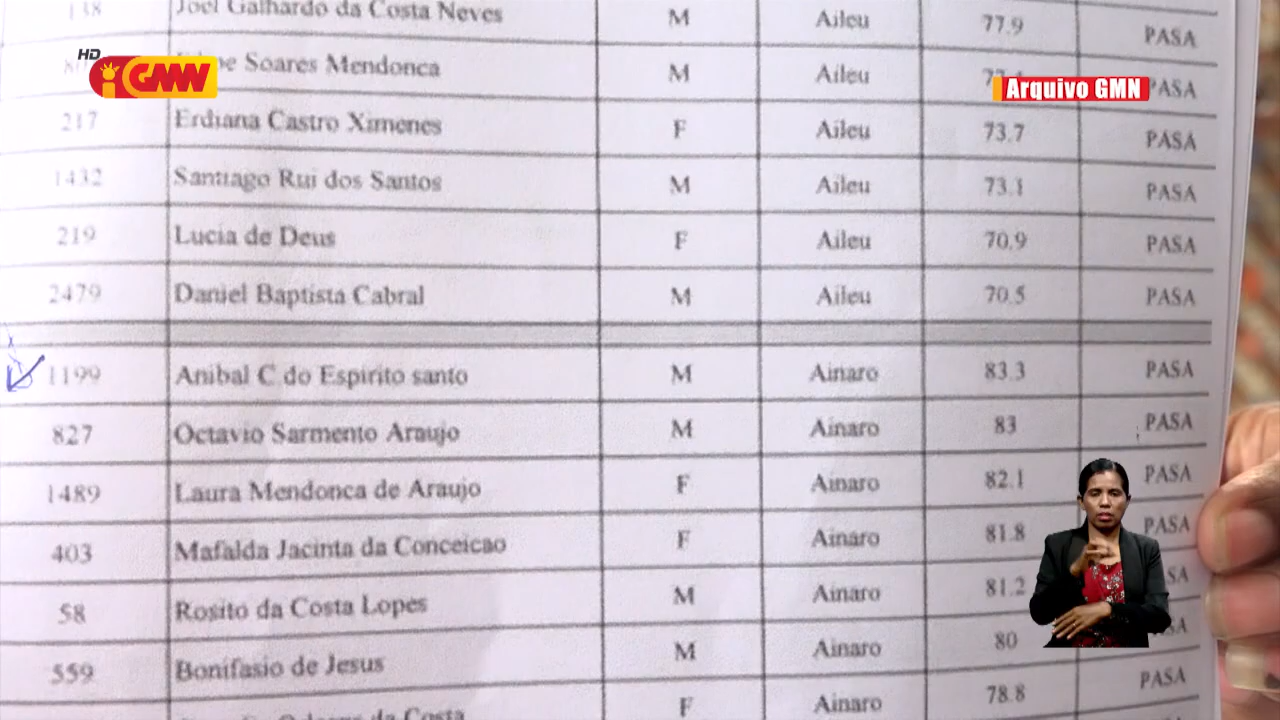 138 Joel Galhardo da Costa Neves M Aileu 77.9 PASA
HD
GMN
Soares Mendonca M Aileu PASA
Arquivo GMN
217 Erdiana Castro Ximenes F Aileu 73.7 PASA
1432 Santiago Rui dos Santos M Aileu 73.1 PASA
219 Lucia de Deus F Aileu 70.9 PASA
2479 Daniel Baptista Cabral M Aileu 70.5 PASA
1199 Anibal C do Espirito santo M Ainaro 83.3 PASA
827 Octavio Sarmento Araujo M Ainaro 83 PASA
1489 Laura Mendonca de Araujo F Ainaro 82.1 PASA
403 Mafalda Jacinta da Conceicao F Ainaro 81.8 PASA
58 Rosito da Costa Lopes M Ainaro 81.2
559 Bonifasio de Jesus M Ainaro 80
da Costa F Ainaro 78.8 PASA